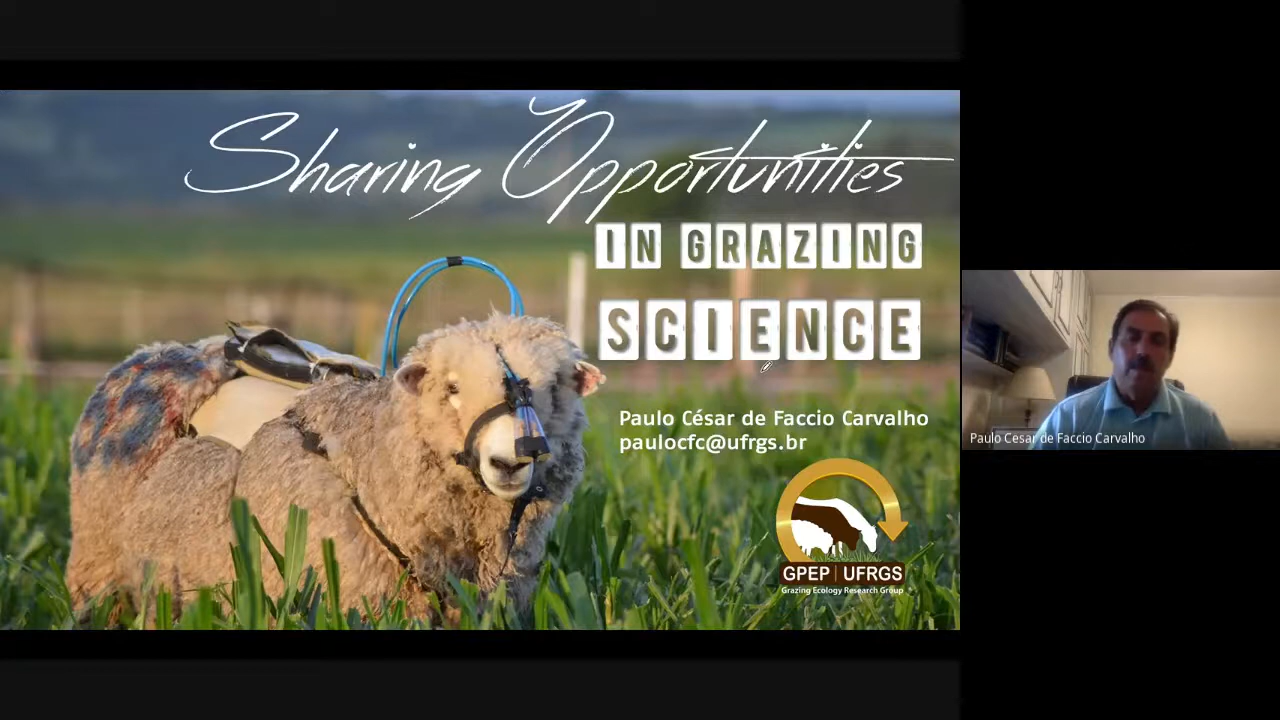 Sharing Opportunities
IN GRAZING
SCIENCE
Paulo César de Faccio Carvalho
paulocfc@ufrgs.br
GPEP | UFRGS
Grazing Ecology Research Group
Paulo Cesar de Faccio Carvalho